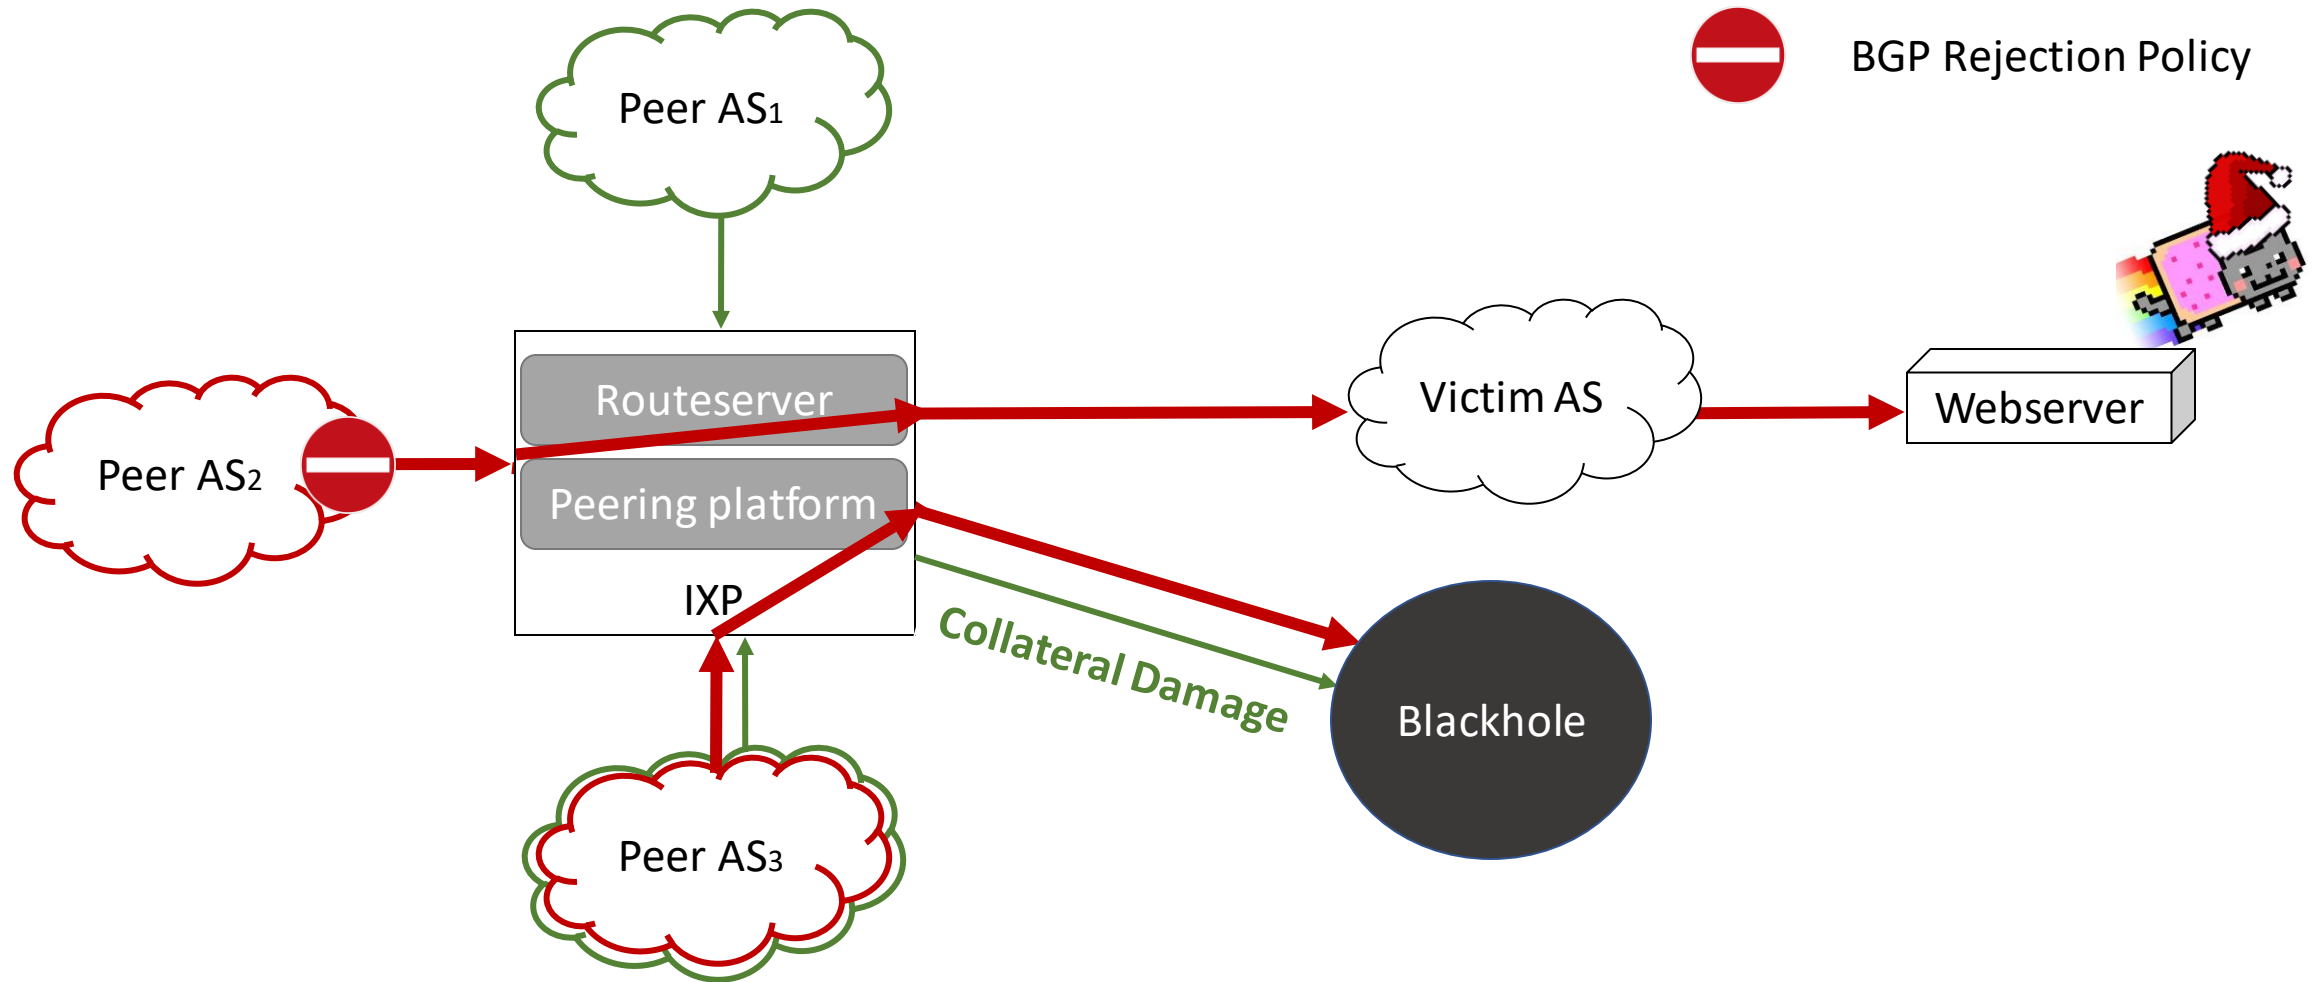 BGP Rejection Policy
Peer AS1
Routeserver
Victim AS
Webserver
Peer AS2
Peering platform
IXP
Collateral Damage
Blackhole
Peer AS3